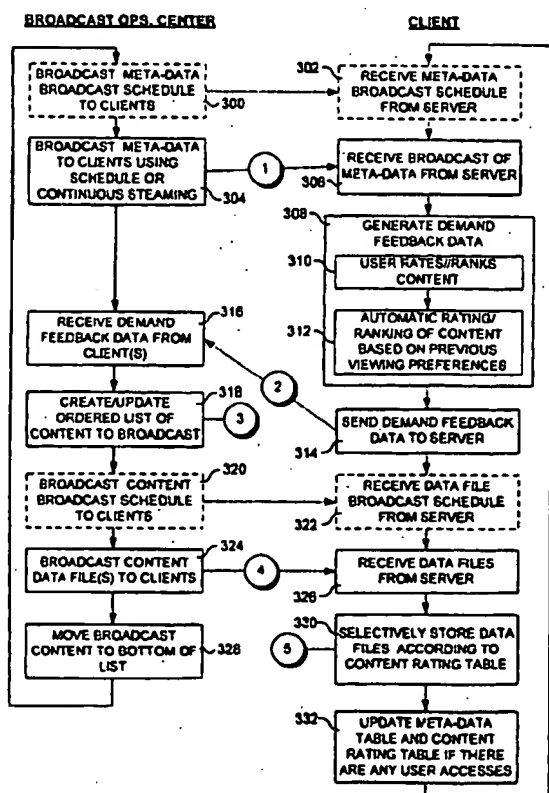 BROADCAST OPS. CENTER
CLIENT
BROADCAST META-DATA
BROADCAST SCHEDULE
TO CLIENTS
300
302
RECEIVE META-DATA
BROADCAST SCHEDULE
FROM SERVER
BROADCAST META-DATA
TO CLIENTS USING
SCHEDULE OR
CONTINUOUS STEAMING
304
1
RECEIVE BROADCAST OF
META-DATA FROM SERVER
306
308
GENERATE DEMAND
FEEDBACK DATA
310
USER RATES//RANKS
CONTENT
312
AUTOMATIC RATING/
RANKING OF CONTENT
BASED ON PREVIOUS
VIEWING PREFERENCES
316
RECEIVE DEMAND
FEEDBACK DATA FROM
CLIENT(S)
2
318
CREATE/UPDATE
ORDERED LIST OF
CONTENT TO BROADCAST
3
SEND DEMAND FEEDBACK
DATA TO SERVER
314
320
BROADCAST CONTENT
BROADCAST SCHEDULE
TO CLIENTS
RECEIVE DATA FILE
BROADCAST SCHEDULE
FROM SERVER
322
324
BROADCAST CONTENT
DATA FILE(S) TO CLIENTS
4
RECEIVE DATA FILES
FROM SERVER
326
MOVE BROADCAST
CONTENT TO BOTTOM OF
LIST
328
330
SELECTIVELY STORE DATA
FILES ACCORDING TO
CONTENT RATING TABLE
5
332
UPDATE META-DATA
TABLE AND CONTENT
RATING TABLE IF THERE
ARE ANY USER ACCESSES